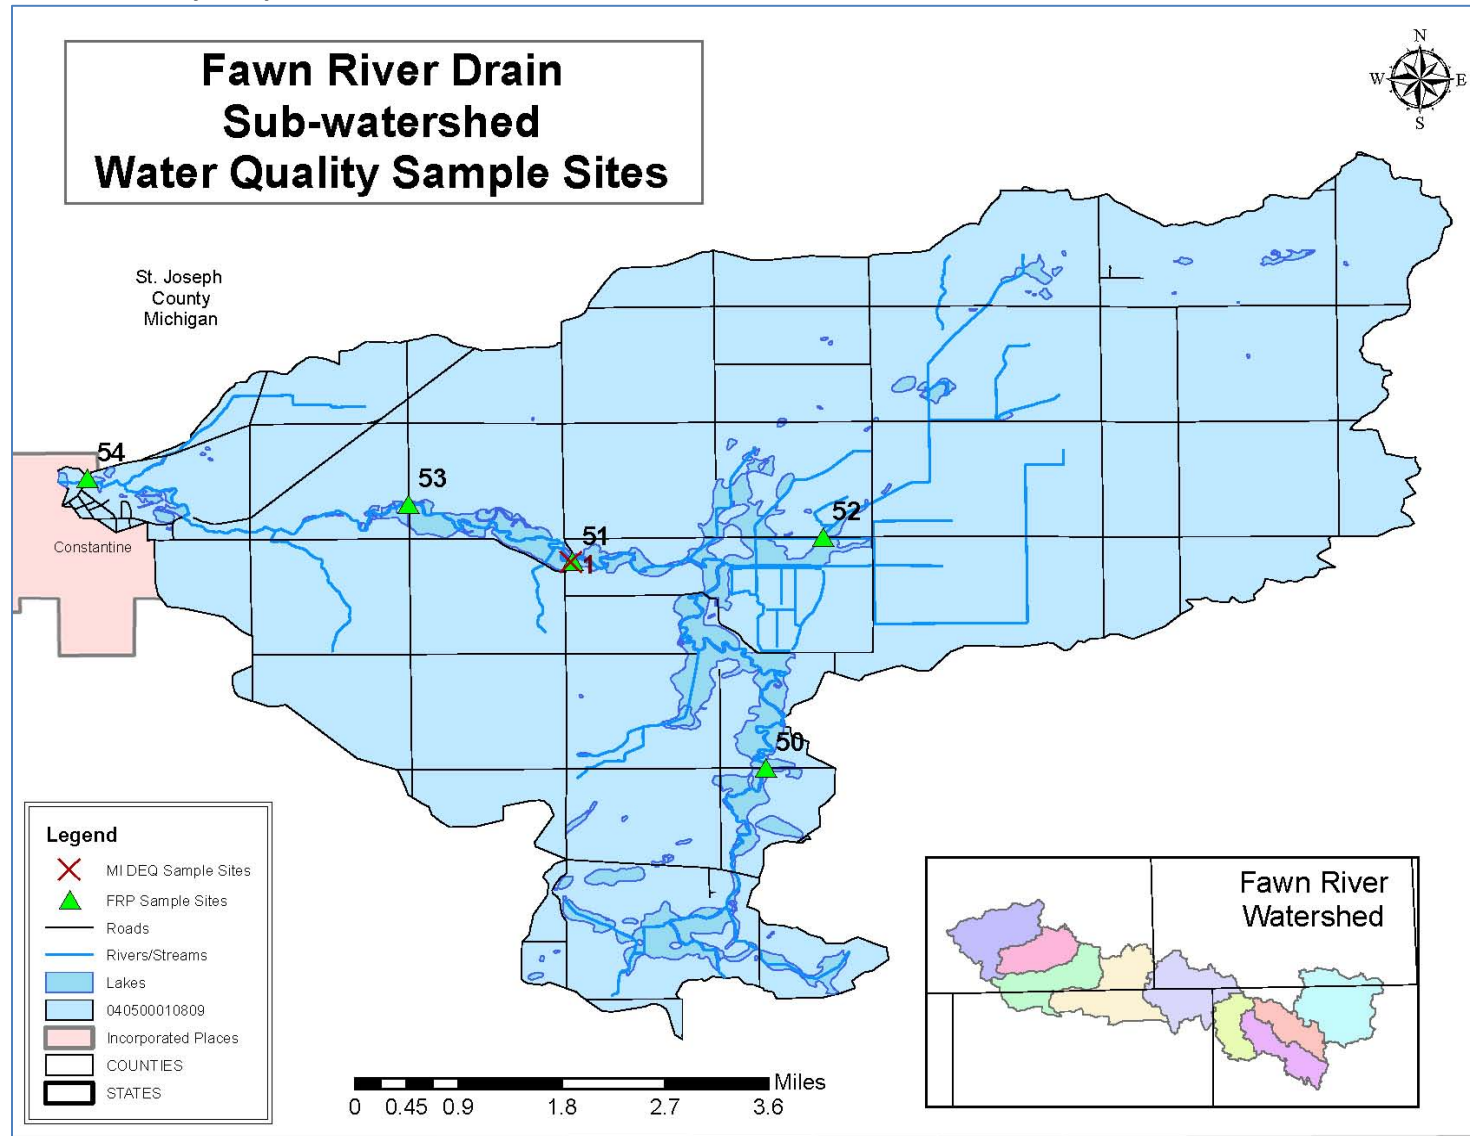 Fawn River Drain
Sub-watershed
Water Quality Sample Sites
N
W
E
S
St. Joseph
County
Michigan
54
53
52
51
1
Constantine
50
Legend
MI DEQ Sample Sites
FRP Sample Sites
Roads
Rivers/Streams
Lakes
040500010809
Incorporated Places
COUNTIES
STATES
Miles
0 0.45 0.9 1.8 2.7 3.6
Fawn River
Watershed